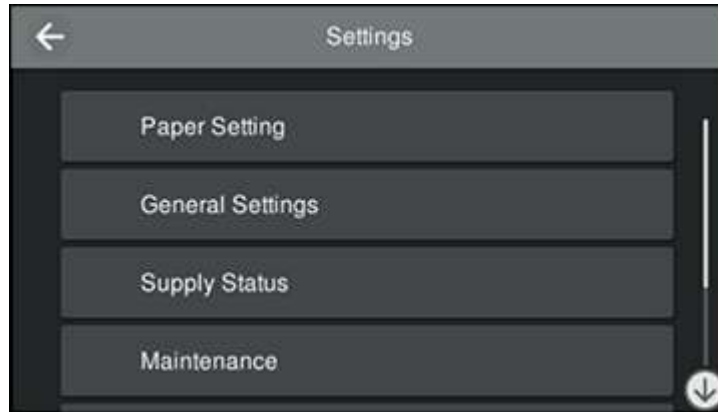 Settings
Paper Setting
General Settings
Supply Status
Maintenance